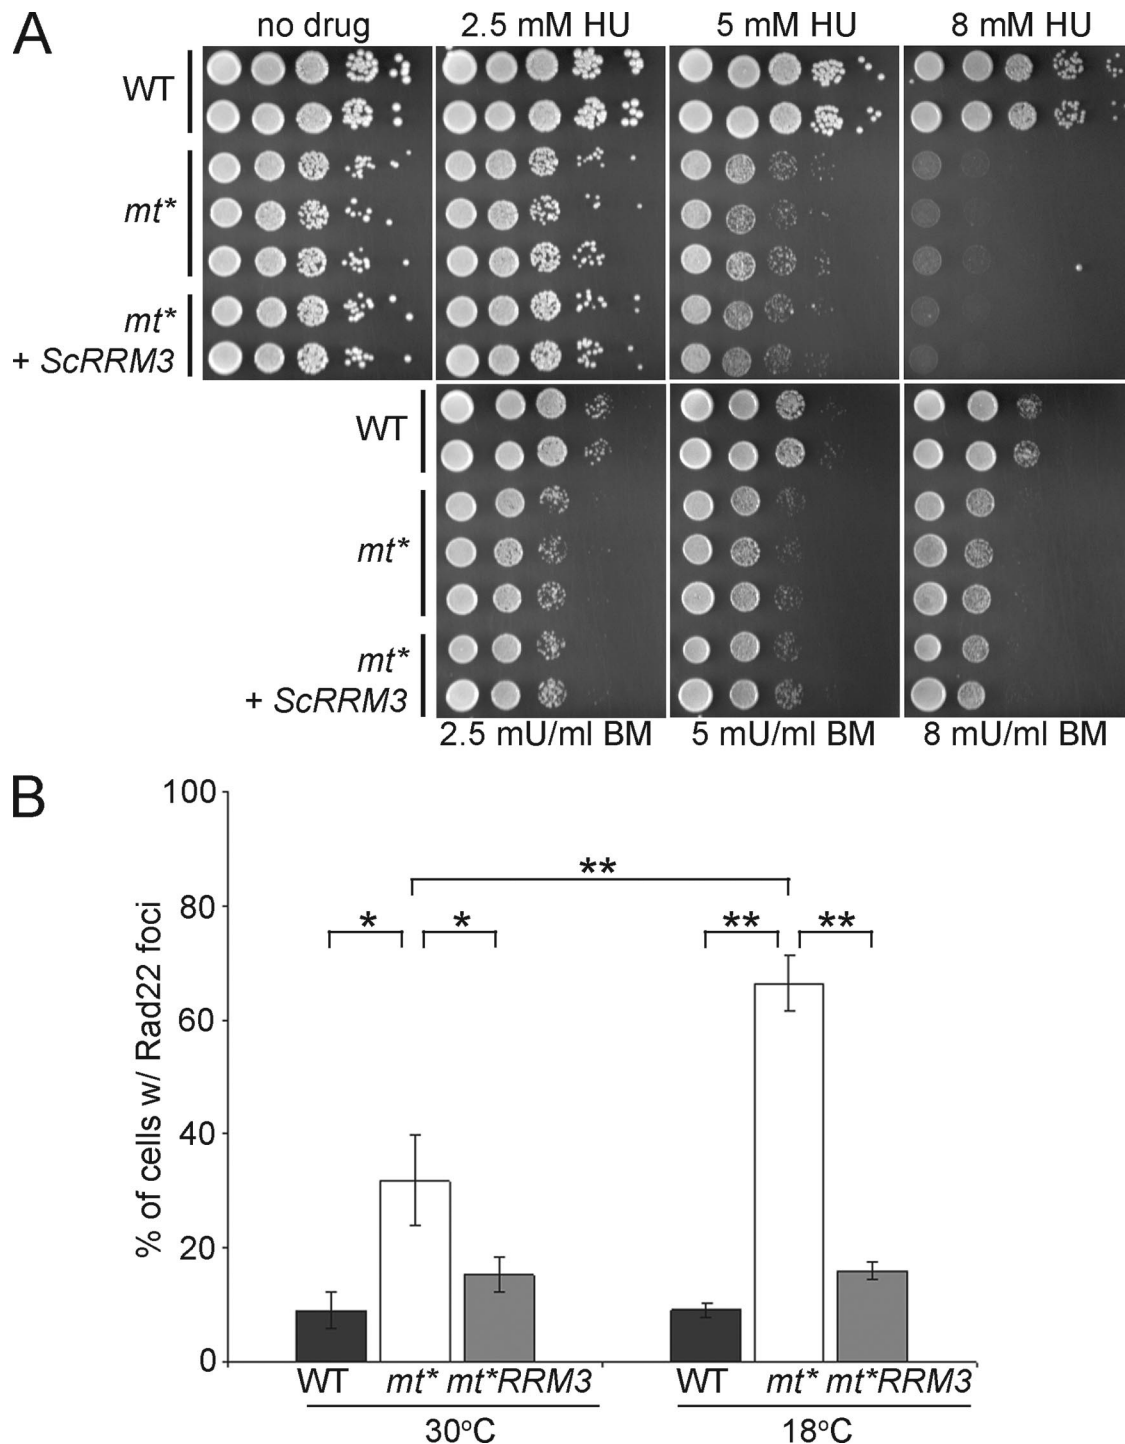 A
no drug 2.5 mM HU 5 mM HU 8 mM HU
WT
mt*
mt*
+ ScRRM3
WT
mt*
mt*
+ ScRRM3
2.5 mU/ml BM 5 mU/ml BM 8 mU/ml BM
B
% of cells w/ Rad22 foci
100
80
60
40
20
0
**
* * ** **
WT mt* mt*RRM3 WT mt* mt*RRM3
30°C 18°C